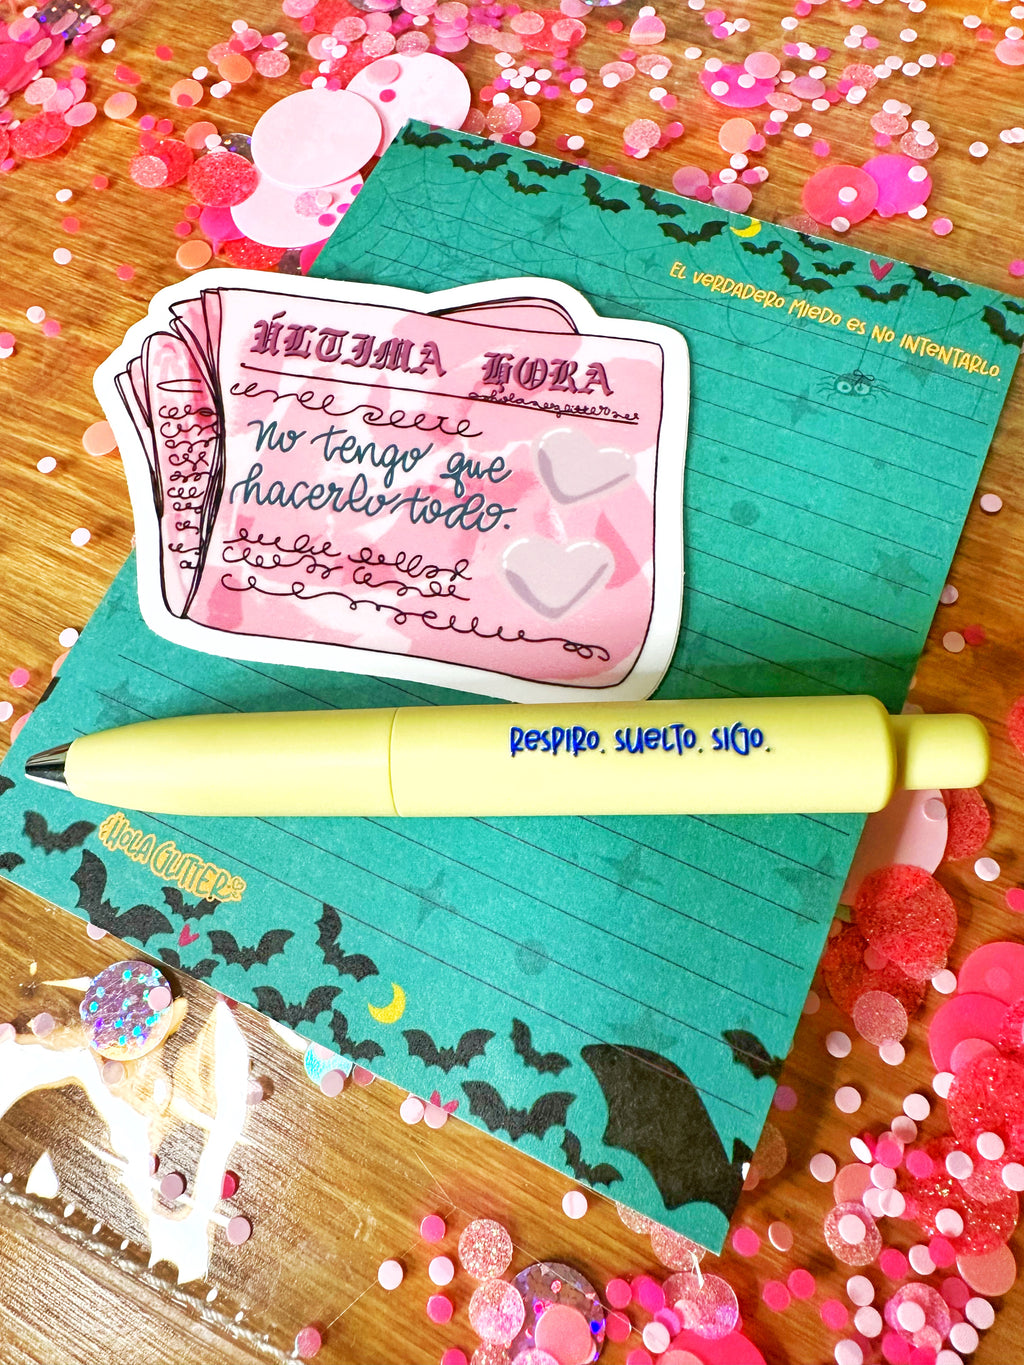 El verdadero miedo es no intentarlo.
ÚLTIMA HORA
No tengo que
hacerlo todo.
Respiro. Suelto. Sigo.
HOLA GLITTER